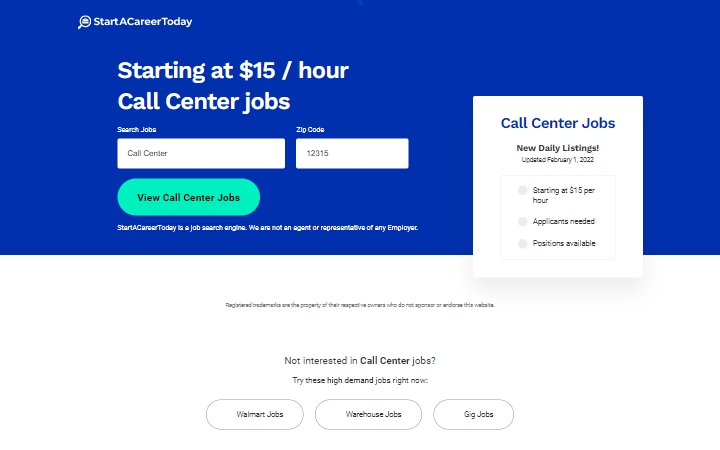 StartACareerToday
Starting at $15 / hour
Call Center jobs
Search Jobs
Zip Code
Call Center
12315
View Call Center Jobs
StartACareerToday is a job search engine. We are not an agent or representative of any Employer.
Call Center Jobs
New Daily Listings!
Updated February 1, 2022
Starting at $15 per
hour
Applicants needed
Positions available
Registered trademarks are the property of their respective owners who do not sponsor or endorse this website.
Not interested in Call Center jobs?
Try these high demand jobs right now:
Walmart Jobs
Warehouse Jobs
Gig Jobs